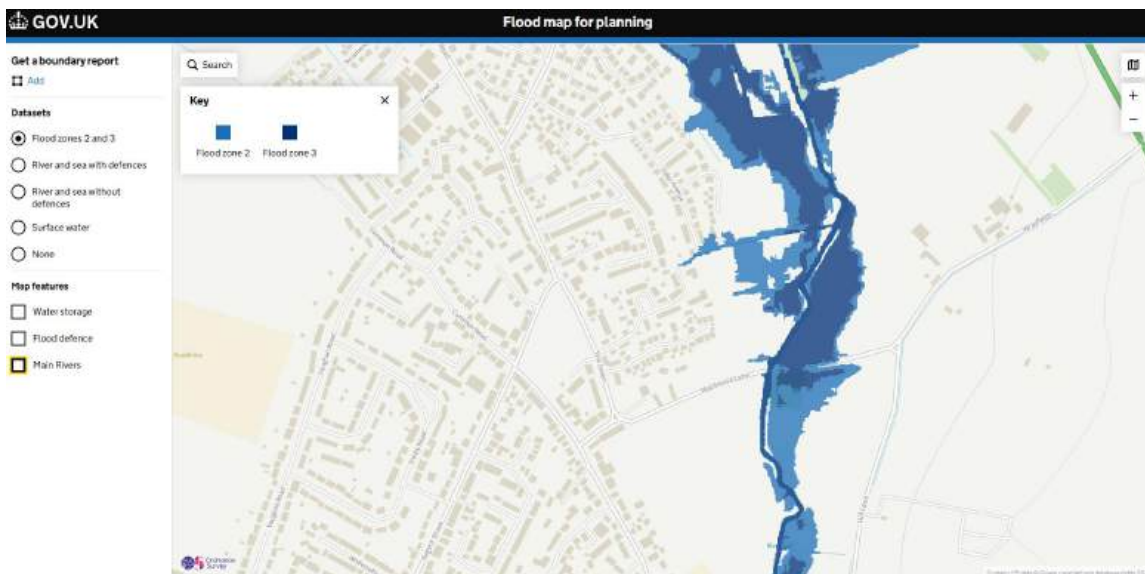 GOV.UK
Flood map for planning
Get a boundary report
Add
Datasets
Flood zones 2 and 3
River and sea with defences
River and sea without
defences
Surface water
None
Map features
Water storage
Flood defence
Main Rivers
Search
Key
Flood zone 2
Flood zone 3
Ordnance
Survey